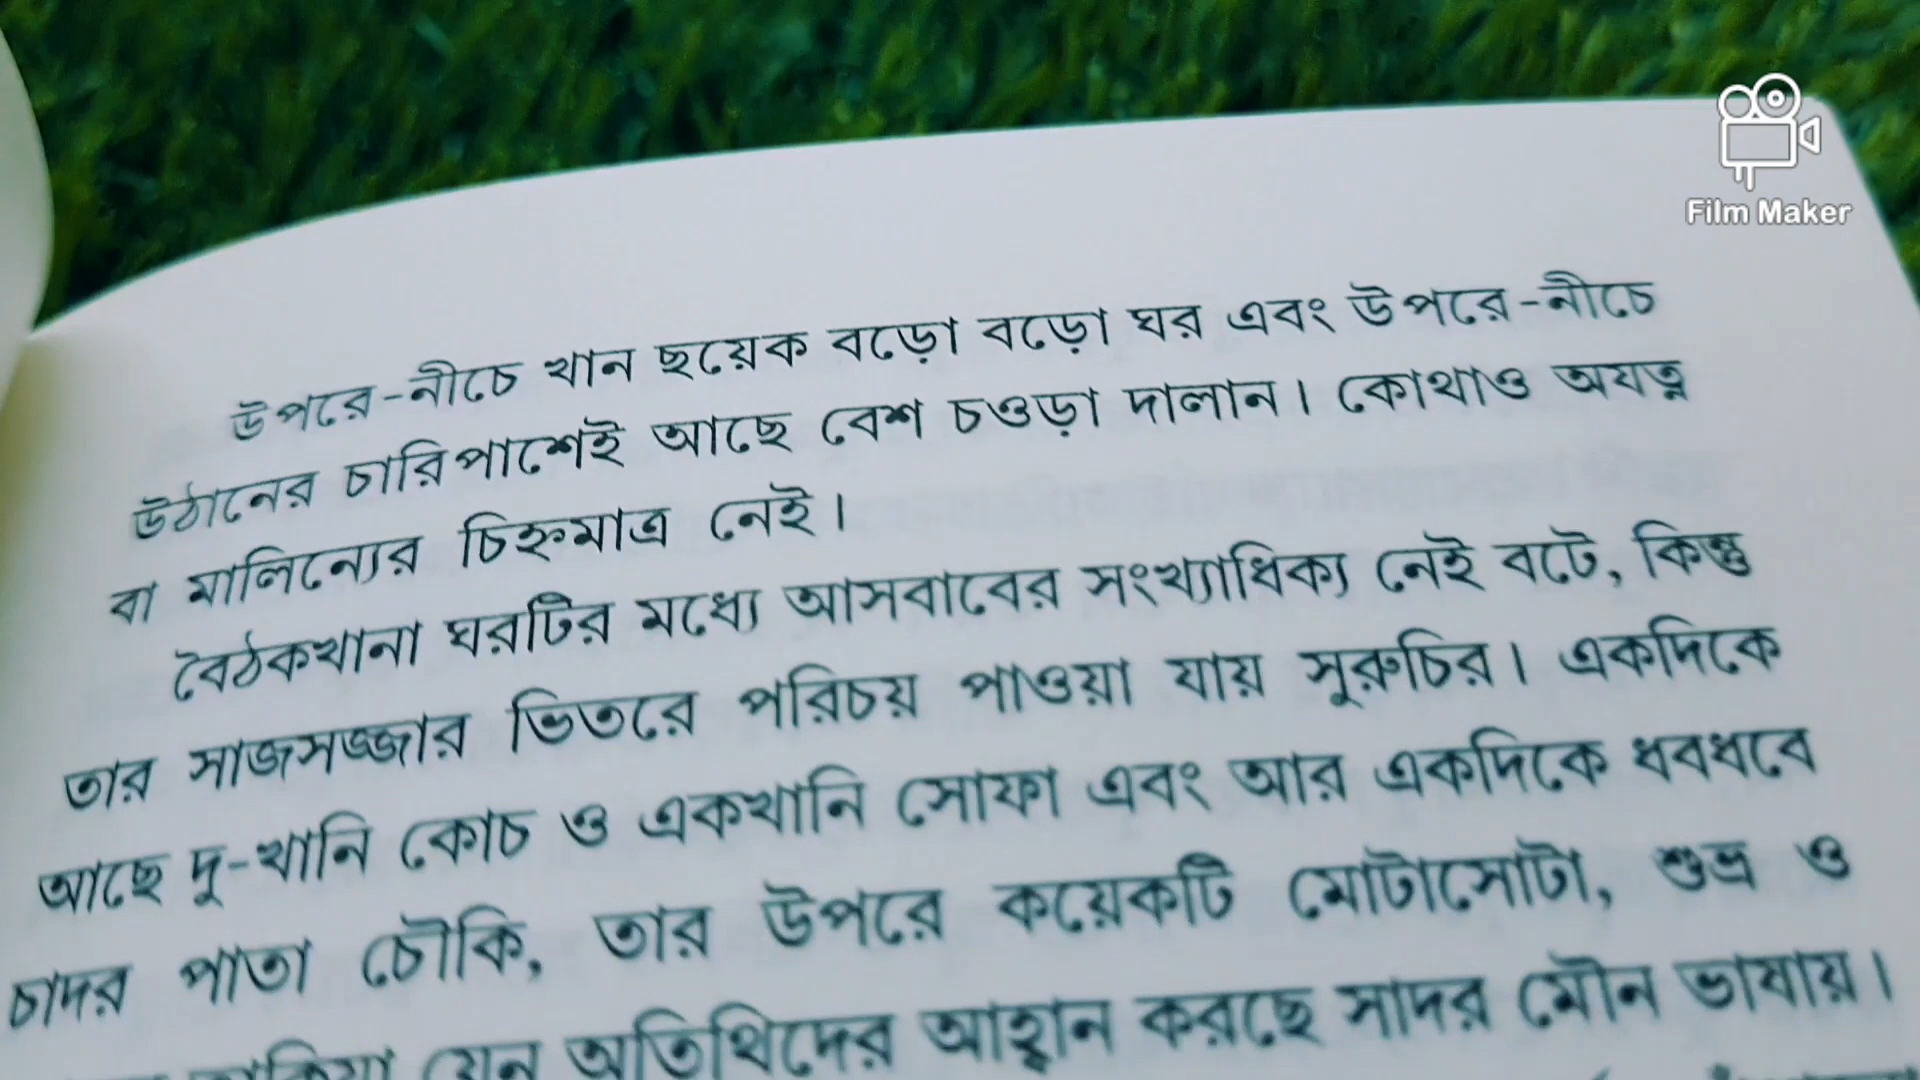 Film Maker
উপরে-নীচে খান ছয়েক বড়ো বড়ো ঘর এবং উপরে-নীচে
উঠানের চারিপাশেই আছে বেশ চওড়া দালান। কোথাও অযত্ন
বা মালিন্যের চিহ্নমাত্র নেই।
বৈঠকখানা ঘরটির মধ্যে আসবাবের সংখ্যাধিক্য নেই বটে, কিন্তু
তার সাজসজ্জার ভিতরে পরিচয় পাওয়া যায় সুরুচির। একদিকে
আছে দু-খানি কোচ ও একখানি সোফা এবং আর একদিকে ধবধবে
চাদর পাতা চৌকি, তার উপরে কয়েকটি মোটাসোটা, শুভ্র ও
তাকিয়া যেন অতিথিদের আহ্বান করছে সাদর মৌন ভাষায়।